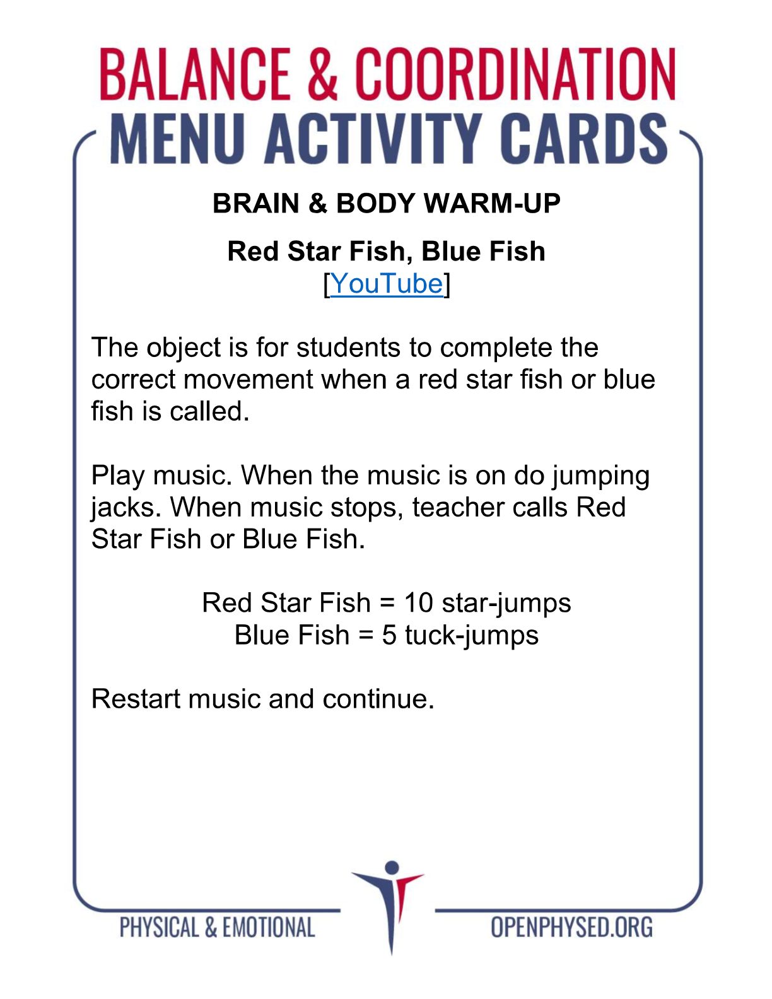 BALANCE & COORDINATION
MENU ACTIVITY CARDS
BRAIN & BODY WARM-UP
Red Star Fish, Blue Fish
[YouTube]
The object is for students to complete the
correct movement when a red star fish or blue
fish is called.
Play music. When the music is on do jumping
jacks. When music stops, teacher calls Red
Star Fish or Blue Fish.
Red Star Fish = 10 star-jumps
Blue Fish = 5 tuck-jumps
Restart music and continue.
PHYSICAL & EMOTIONAL
OPENPHYSED.ORG